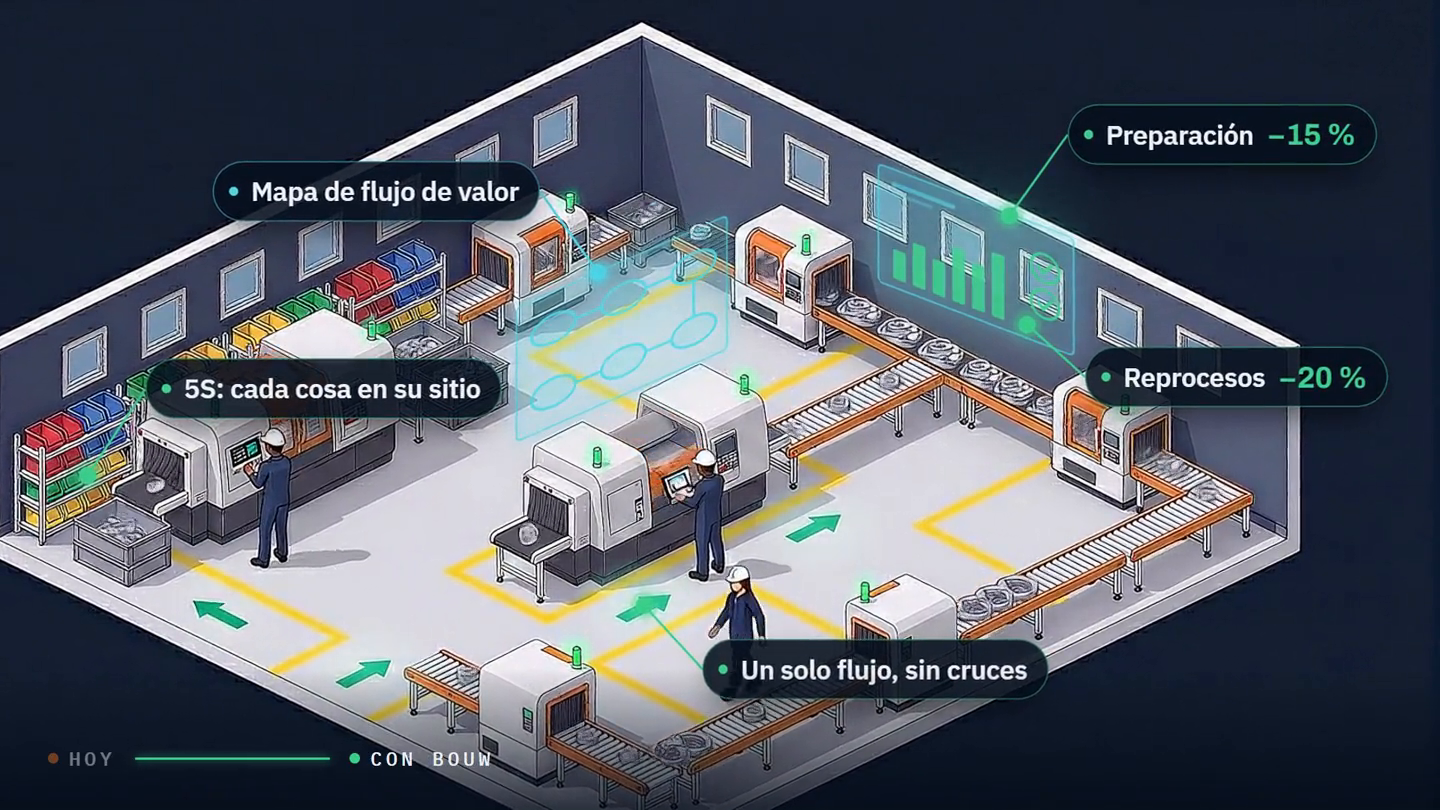 Preparación –15 %
Mapa de flujo de valor
Reprocesos –20 %
5S: cada cosa en su sitio
Un solo flujo, sin cruces
HOY
CON BOUW